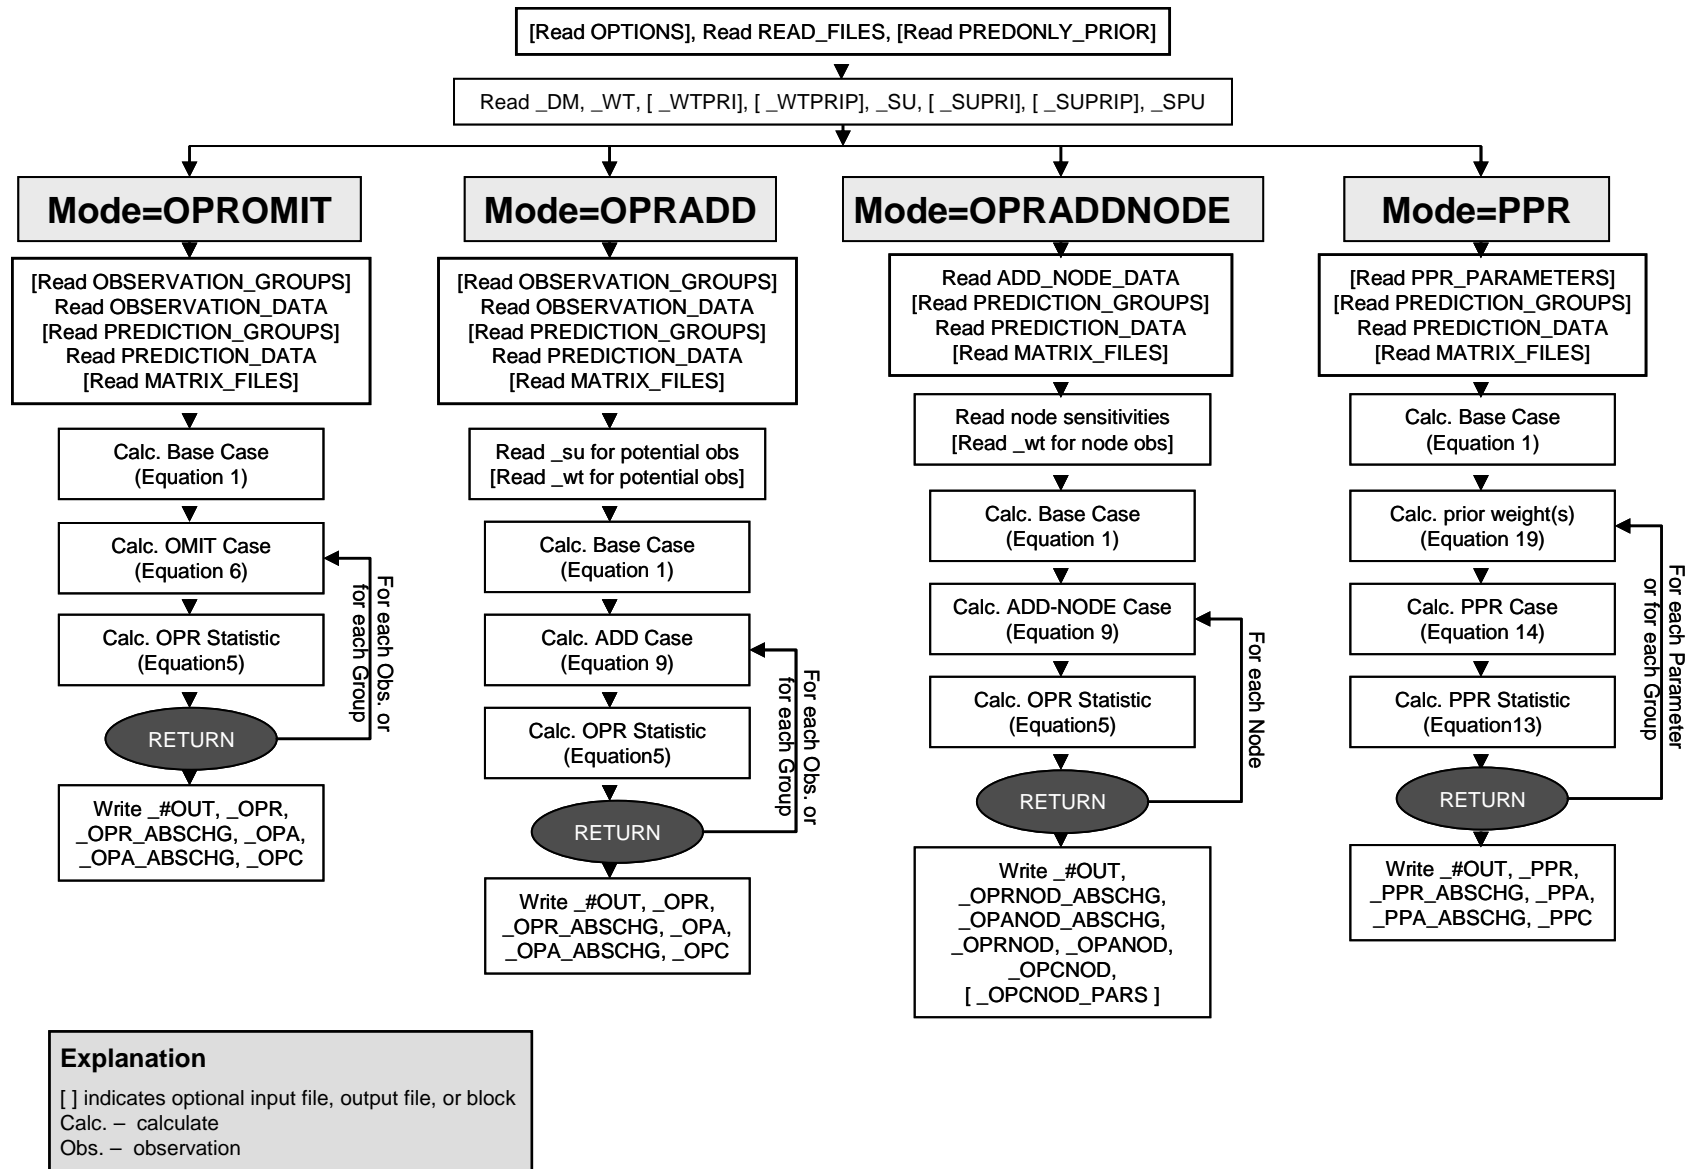 [Read OPTIONS], Read READ_FILES, [Read PREDONLY_PRIOR]
Read _DM, _WT, [ _WTPRI], [ _WTPRIP], _SU, [ _SUPRI], [ _SUPRIP], _SPU
Mode=OPROMIT
[Read OBSERVATION_GROUPS]
Read OBSERVATION_DATA
[Read PREDICTION_GROUPS]
Read PREDICTION_DATA
[Read MATRIX_FILES]
Calc. Base Case
(Equation 1)
Calc. OMIT Case
(Equation 6)
Calc. OPR Statistic
(Equation5)
For each Obs. or
for each Group
RETURN
Write _#OUT, _OPR,
_OPR_ABSCHG, _OPA,
_OPA_ABSCHG, _OPC
Mode=OPRADD
[Read OBSERVATION_GROUPS]
Read OBSERVATION_DATA
[Read PREDICTION_GROUPS]
Read PREDICTION_DATA
[Read MATRIX_FILES]
Read _su for potential obs
[Read _wt for potential obs]
Calc. Base Case
(Equation 1)
Calc. ADD Case
(Equation 9)
Calc. OPR Statistic
(Equation5)
For each Obs. or
for each Group
RETURN
Write _#OUT, _OPR,
_OPR_ABSCHG, _OPA,
_OPA_ABSCHG, _OPC
Mode=OPRADDNODE
Read ADD_NODE_DATA
[Read PREDICTION_GROUPS]
Read PREDICTION_DATA
[Read MATRIX_FILES]
Read node sensitivities
[Read _wt for node obs]
Calc. Base Case
(Equation 1)
Calc. ADD-NODE Case
(Equation 9)
Calc. OPR Statistic
(Equation5)
For each Node
RETURN
Write _#OUT,
_OPRNOD_ABSCHG,
_OPANOD_ABSCHG,
_OPRNOD, _OPANOD,
_OPCNOD,
[ _OPCNOD_PARS ]
Mode=PPR
[Read PPR_PARAMETERS]
[Read PREDICTION_GROUPS]
Read PREDICTION_DATA
[Read MATRIX_FILES]
Calc. Base Case
(Equation 1)
Calc. prior weight(s)
(Equation 19)
Calc. PPR Case
(Equation 14)
Calc. PPR Statistic
(Equation13)
For each Parameter
or for each Group
RETURN
Write _#OUT, _PPR,
_PPR_ABSCHG, _PPA,
_PPA_ABSCHG, _PPC
Explanation
[ ] indicates optional input file, output file, or block
Calc. – calculate
Obs. – observation